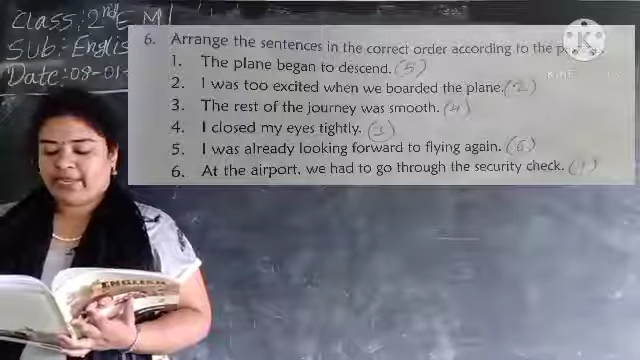 Class: 2nd E M
Sub: Englis
Date: 08-01-
6. Arrange the sentences in the correct order according to the
1. The plane began to descend. (5)
2. I was too excited when we boarded the plane. (2)
3. The rest of the journey was smooth. (4)
4. I closed my eyes tightly. (3)
5. I was already looking forward to flying again. (6)
6. At the airport, we had to go through the security check. (1)
ENGLISH